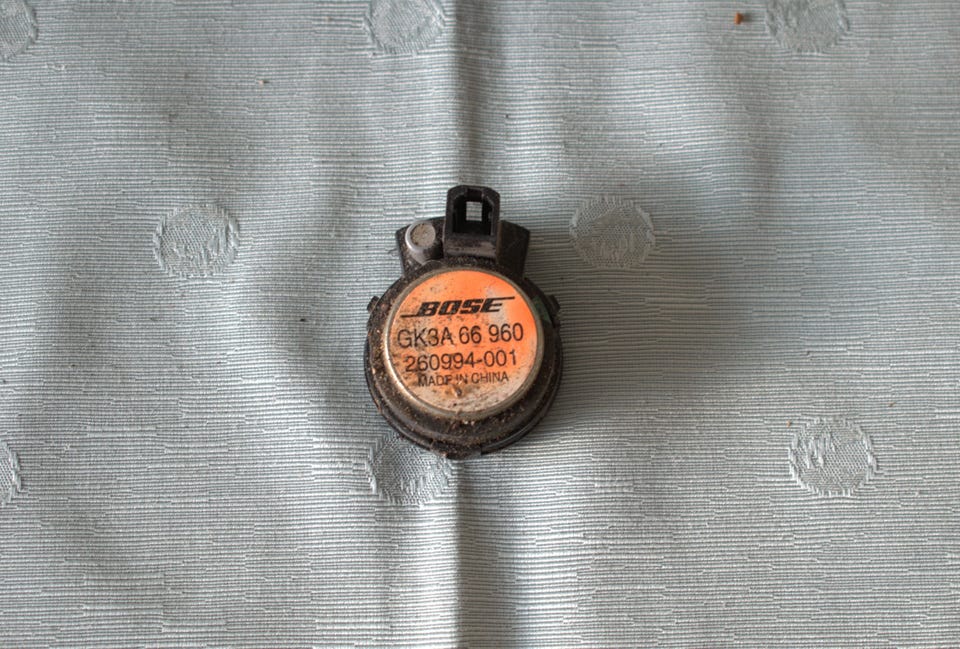 BOSE
GK3A 66 960
260994-001
MADE IN CHINA